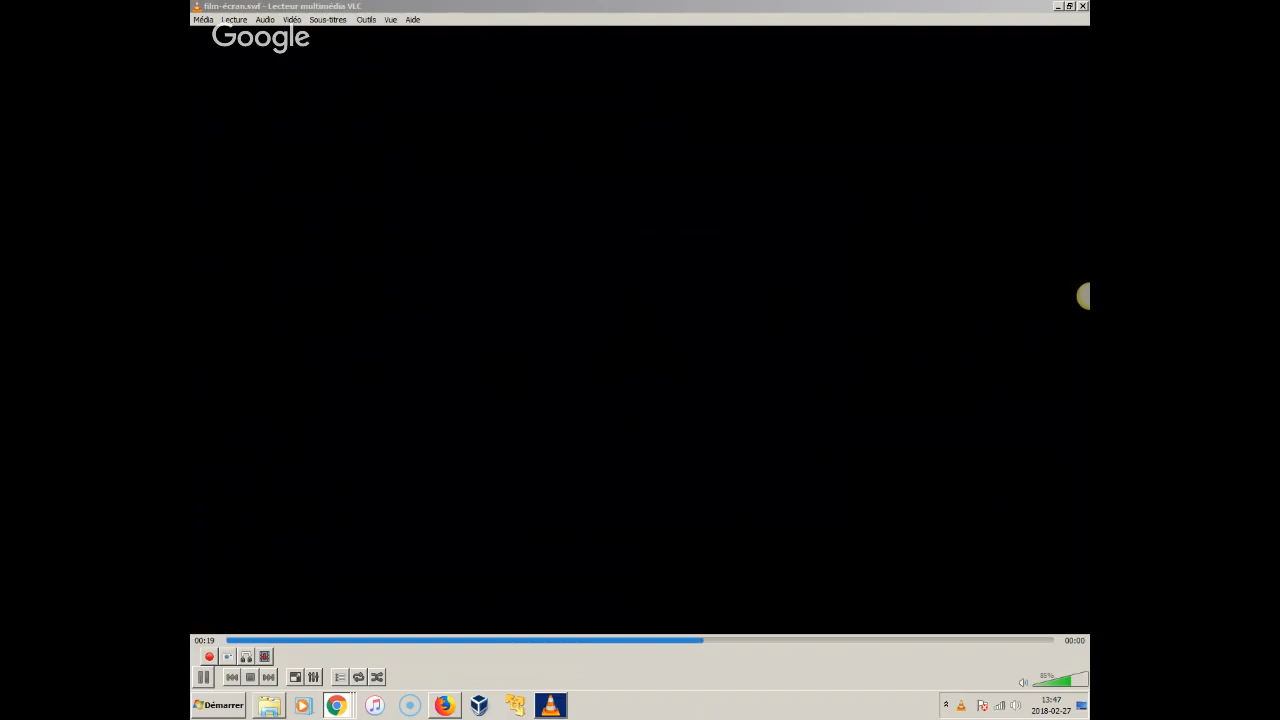 film-écran.swf - Lecteur multimédia VLC
Média Lecture Audio Vidéo Sous-titres Outils Vue Aide
Google
00:19 00:00
85%
Démarrer
13:47
2018-02-27